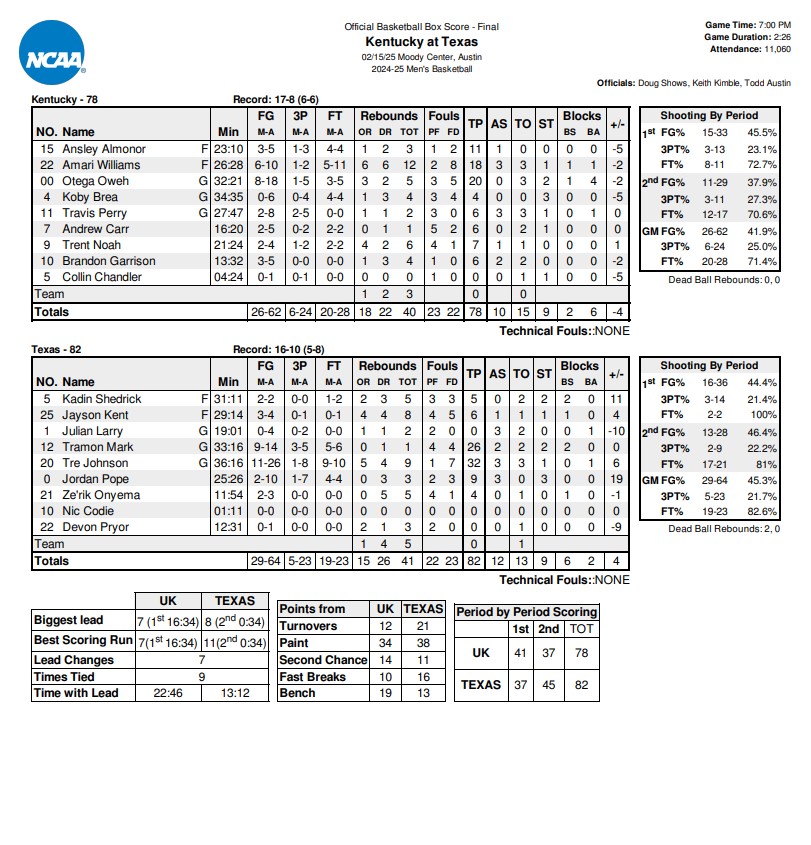 NCAA®
Official Basketball Box Score - Final
Kentucky at Texas
02/15/25 Moody Center, Austin
2024-25 Men's Basketball
Game Time: 7:00 PM
Game Duration: 2:26
Attendance: 11,060
Officials: Doug Shows, Keith Kimble, Todd Austin
Kentucky - 78 Record: 17-8 (6-6)
FG 3P FT Rebounds Fouls Blocks
NO. Name Min M-A M-A M-A OR DR TOT PF FD TP AS TO ST BS BA +/-
15 Ansley Almonor F 23:10 3-5 1-3 4-4 1 2 3 1 2 11 1 0 0 0 0 -5
22 Amari Williams F 26:28 6-10 1-2 5-11 6 6 12 2 8 18 3 3 1 1 1 -2
00 Otega Oweh G 32:21 8-18 1-5 3-5 3 2 5 3 5 20 0 3 2 1 4 -2
4 Koby Brea G 34:35 0-6 0-4 4-4 1 3 4 3 4 4 0 0 3 0 0 -5
11 Travis Perry G 27:47 2-8 2-5 0-0 1 1 2 3 0 6 3 3 1 1 0 0
7 Andrew Carr 16:20 2-5 0-2 2-2 0 1 1 5 2 6 0 2 1 0 0 0
9 Trent Noah 21:24 2-4 1-2 2-2 4 2 6 4 1 7 1 1 0 0 0 1
10 Brandon Garrison 13:32 3-5 0-0 0-0 1 3 4 1 0 6 2 2 0 0 0 -2
5 Collin Chandler 04:24 0-1 0-1 0-0 0 0 0 1 0 0 0 1 1 0 0 -5
Team 1 2 3 0 0
Totals 26-62 6-24 20-28 18 22 40 23 22 78 10 15 9 2 6 -4
Technical Fouls::NONE
Shooting By Period
1st FG% 15-33 45.5%
3PT% 3-13 23.1%
FT% 8-11 72.7%
2nd FG% 11-29 37.9%
3PT% 3-11 27.3%
FT% 12-17 70.6%
GM FG% 26-62 41.9%
3PT% 6-24 25.0%
FT% 20-28 71.4%
Dead Ball Rebounds: 0, 0
Texas - 82 Record: 16-10 (5-8)
FG 3P FT Rebounds Fouls Blocks
NO. Name Min M-A M-A M-A OR DR TOT PF FD TP AS TO ST BS BA +/-
5 Kadin Shedrick F 31:11 2-2 0-0 1-2 2 3 5 3 3 5 0 2 2 2 0 11
25 Jayson Kent F 29:14 3-4 0-1 0-1 4 4 8 4 5 6 1 1 1 1 0 4
1 Julian Larry G 19:01 0-4 0-2 0-0 1 1 2 2 0 0 2 0 0 0 1 -10
12 Tramon Mark G 33:16 9-14 3-5 5-6 0 1 1 4 4 26 2 2 2 2 0 0
20 Tre Johnson G 36:16 11-26 1-8 9-10 5 4 9 1 7 32 3 3 1 0 1 6
0 Jordan Pope 25:26 2-10 1-7 4-4 0 3 3 2 2 9 3 0 3 0 0 19
21 Ze'rik Onyema 11:54 2-3 0-0 0-0 0 5 5 4 1 4 1 0 0 1 0 -1
10 Nic Codie 01:11 0-0 0-0 0-0 0 0 0 0 0 0 0 0 0 0 0 0
22 Devon Pryor 12:31 0-1 0-0 0-0 2 1 3 2 0 0 0 1 0 0 0 -9
Team 1 4 5 0 1
Totals 29-64 5-23 19-23 15 26 41 22 23 82 12 13 9 6 2 4
Technical Fouls::NONE
Shooting By Period
1st FG% 16-36 44.4%
3PT% 3-14 21.4%
FT% 2-2 100%
2nd FG% 13-28 46.4%
3PT% 2-9 22.2%
FT% 17-21 81%
GM FG% 29-64 45.3%
3PT% 5-23 21.7%
FT% 19-23 82.6%
Dead Ball Rebounds: 2, 0
UK TEXAS
Biggest lead 7 (1st 16:34) 8 (2nd 0:34)
Best Scoring Run 7(1st 16:34) 11(2nd 0:34)
Lead Changes 7
Times Tied 9
Time with Lead 22:46 13:12
Points from UK TEXAS
Turnovers 12 21
Paint 34 38
Second Chance 14 11
Fast Breaks 10 16
Bench 19 13
Period by Period Scoring
1st 2nd TOT
UK 41 37 78
TEXAS 37 45 82